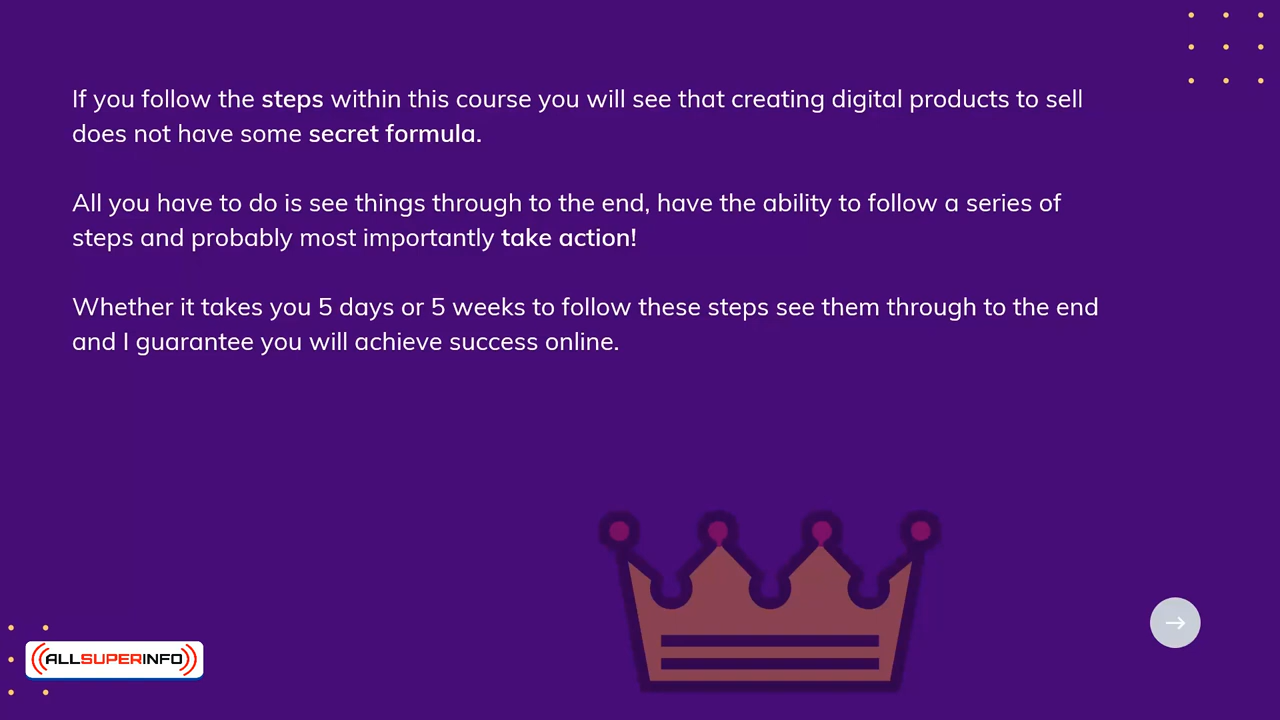 If you follow the steps within this course you will see that creating digital products to sell
does not have some secret formula.
All you have to do is see things through to the end, have the ability to follow a series of
steps and probably most importantly take action!
Whether it takes you 5 days or 5 weeks to follow these steps see them through to the end
and I guarantee you will achieve success online.
ALLSUPERINFO